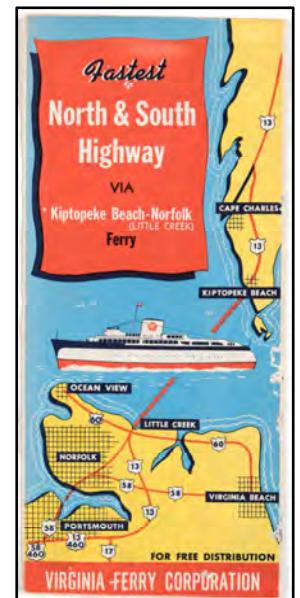 Fastest
North & South
Highway
VIA
Kiptopeke Beach-Norfolk
(LITTLE CREEK)
Ferry
13
CAPE CHARLES
13
KIPTOPEKE BEACH
OCEAN VIEW
60
LITTLE CREEK
60
NORFOLK
13
58
58
VIRGINIA BEACH
13
58
PORTSMOUTH
58
460
13
460
17
FOR FREE DISTRIBUTION
VIRGINIA FERRY CORPORATION